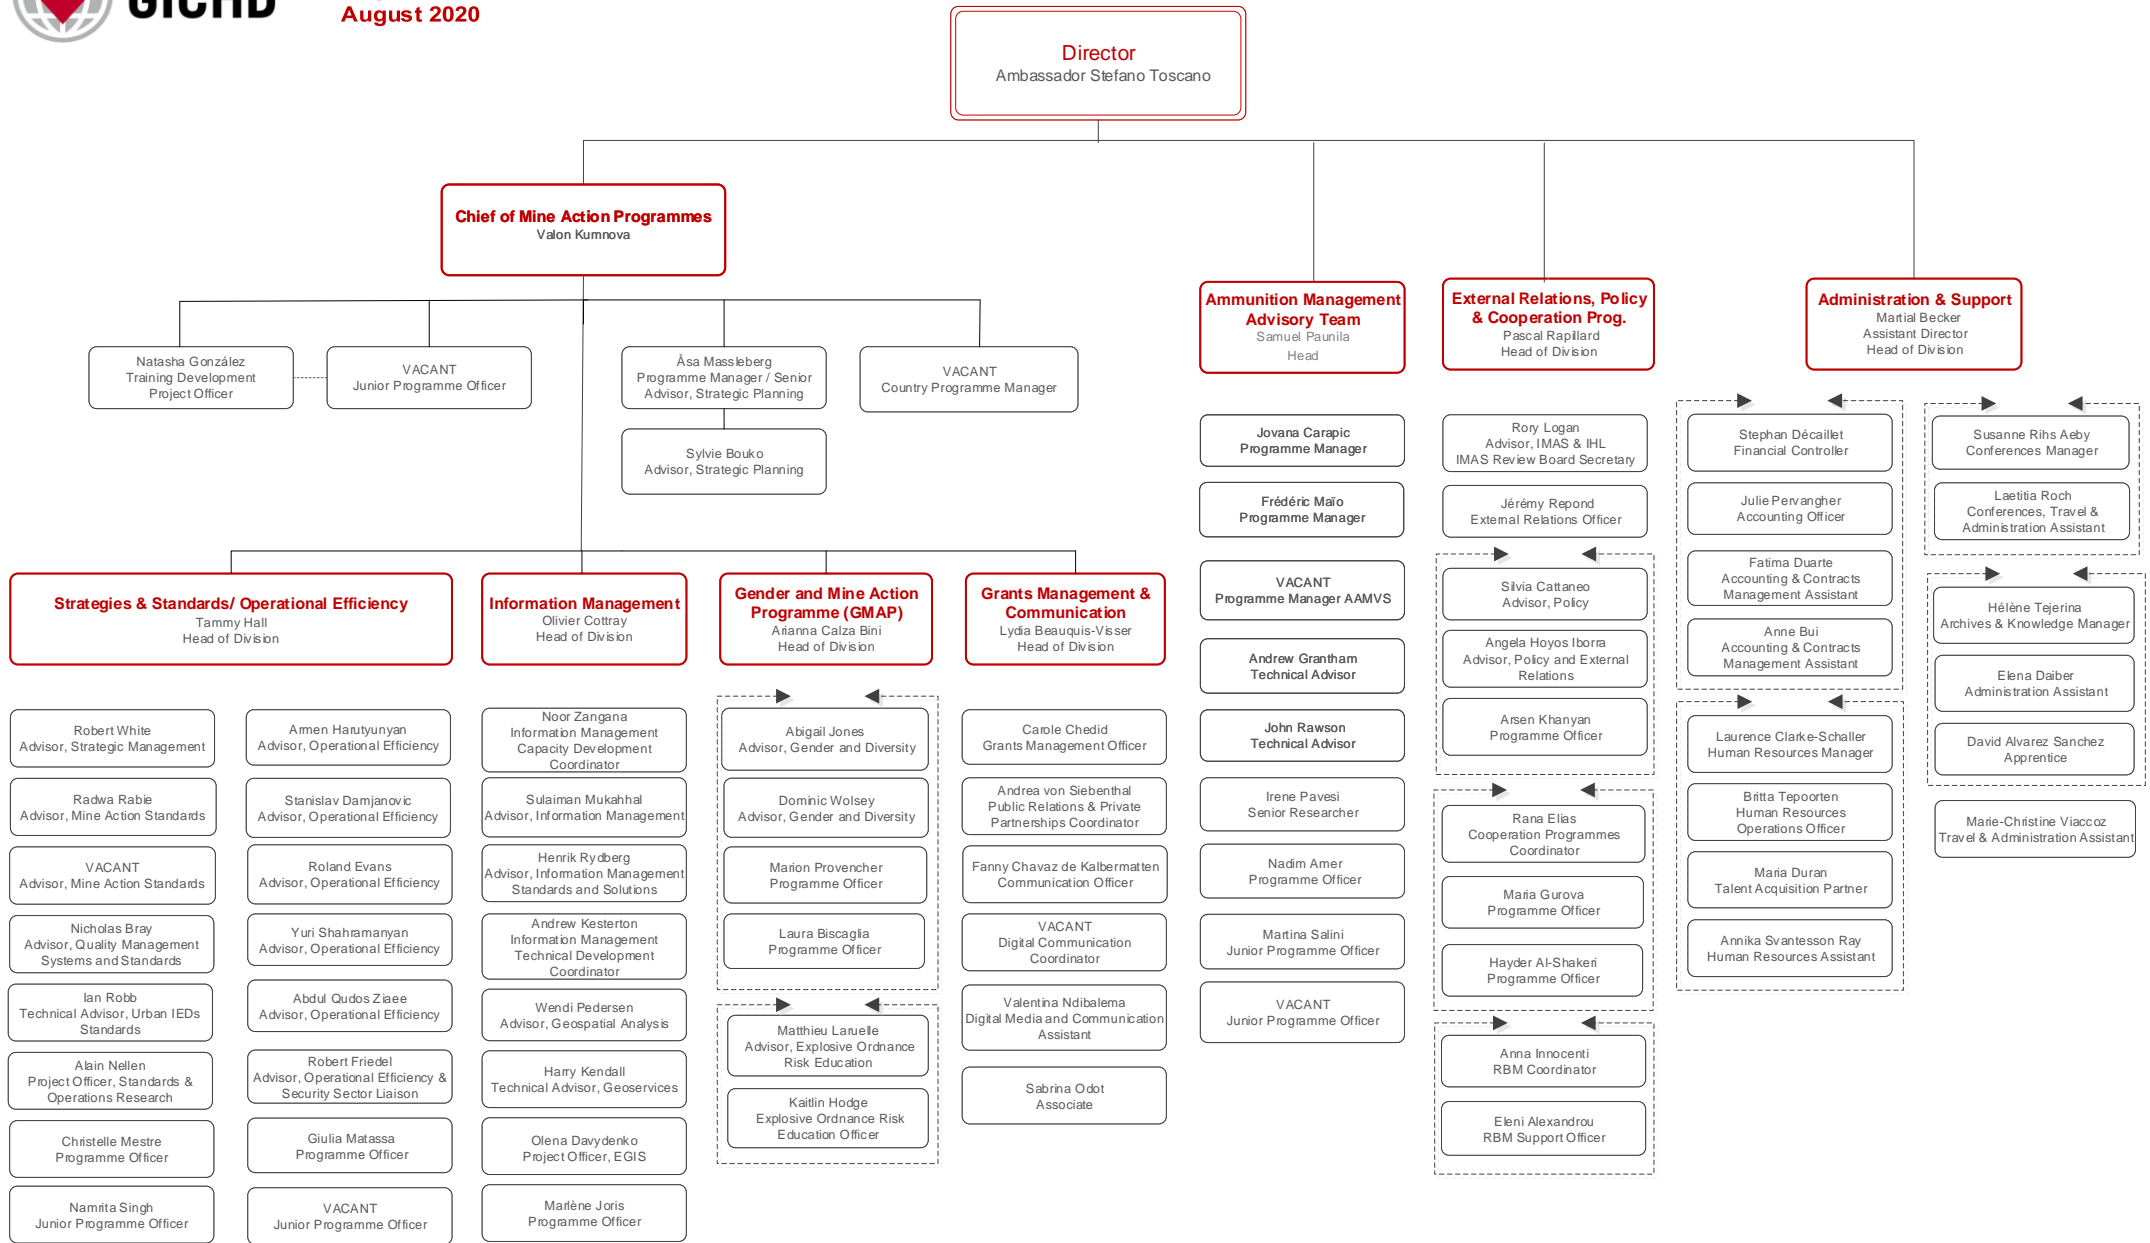 GICHD
August 2020
Director
Ambassador Stefano Toscano
Chief of Mine Action Programmes
Valon Kumnova
Natasha González
Training Development
Project Officer
VACANT
Junior Programme Officer
Åsa Massleberg
Programme Manager / Senior
Advisor, Strategic Planning
VACANT
Country Programme Manager
Sylvie Bouko
Advisor, Strategic Planning
Strategies & Standards/ Operational Efficiency
Tammy Hall
Head of Division
Robert White
Advisor, Strategic Management
Radwa Rabie
Advisor, Mine Action Standards
VACANT
Advisor, Mine Action Standards
Nicholas Bray
Advisor, Quality Management
Systems and Standards
Ian Robb
Technical Advisor, Urban IEDs
Standards
Alain Nellen
Project Officer, Standards &
Operations Research
Christelle Mestre
Programme Officer
Namrita Singh
Junior Programme Officer
Armen Harutyunyan
Advisor, Operational Efficiency
Stanislav Damjanovic
Advisor, Operational Efficiency
Roland Evans
Advisor, Operational Efficiency
Yuri Shahramanyan
Advisor, Operational Efficiency
Abdul Qudos Ziaee
Advisor, Operational Efficiency
Robert Friedel
Advisor, Operational Efficiency &
Security Sector Liaison
Giulia Matassa
Programme Officer
VACANT
Junior Programme Officer
Information Management
Olivier Cottray
Head of Division
Noor Zangana
Information Management
Capacity Development
Coordinator
Sulaiman Mukahhal
Advisor, Information Management
Henrik Rydberg
Advisor, Information Management
Standards and Solutions
Andrew Kesterton
Information Management
Technical Development
Coordinator
Wendi Pedersen
Advisor, Geospatial Analysis
Harry Kendall
Technical Advisor, Geoservices
Olena Davydenko
Project Officer, EGIS
Marlène Joris
Programme Officer
Gender and Mine Action
Programme (GMAP)
Arianna Calza Bini
Head of Division
Abigail Jones
Advisor, Gender and Diversity
Dominic Wolsey
Advisor, Gender and Diversity
Marion Provencher
Programme Officer
Laura Biscaglia
Programme Officer
Matthieu Laruelle
Advisor, Explosive Ordnance
Risk Education
Kaitlin Hodge
Explosive Ordnance Risk
Education Officer
Grants Management &
Communication
Lydia Beauquis-Visser
Head of Division
Carole Chedid
Grants Management Officer
Andrea von Siebenthal
Public Relations & Private
Partnerships Coordinator
Fanny Chavaz de Kalbermatten
Communication Officer
VACANT
Digital Communication
Coordinator
Valentina Ndibalema
Digital Media and Communication
Assistant
Sabrina Odot
Associate
Ammunition Management
Advisory Team
Samuel Paunila
Head
Jovana Carapic
Programme Manager
Frédéric Maïo
Programme Manager
VACANT
Programme Manager AAMVS
Andrew Grantham
Technical Advisor
John Rawson
Technical Advisor
Irene Pavesi
Senior Researcher
Nadim Amer
Programme Officer
Martina Salini
Junior Programme Officer
VACANT
Junior Programme Officer
External Relations, Policy
& Cooperation Prog.
Pascal Rapillard
Head of Division
Rory Logan
Advisor, IMAS & IHL
IMAS Review Board Secretary
Jérémy Repond
External Relations Officer
Silvia Cattaneo
Advisor, Policy
Angela Hoyos Iborra
Advisor, Policy and External
Relations
Arsen Khanyan
Programme Officer
Rana Elias
Cooperation Programmes
Coordinator
Maria Gurova
Programme Officer
Hayder Al-Shakeri
Programme Officer
Anna Innocenti
RBM Coordinator
Eleni Alexandrou
RBM Support Officer
Administration & Support
Martial Becker
Assistant Director
Head of Division
Stephan Décaillet
Financial Controller
Julie Pervangher
Accounting Officer
Fatima Duarte
Accounting & Contracts
Management Assistant
Anne Bui
Accounting & Contracts
Management Assistant
Laurence Clarke-Schaller
Human Resources Manager
Britta Tepoorten
Human Resources
Operations Officer
Maria Duran
Talent Acquisition Partner
Annika Svantesson Ray
Human Resources Assistant
Susanne Rihs Aeby
Conferences Manager
Laetitia Roch
Conferences, Travel &
Administration Assistant
Hélène Tejerina
Archives & Knowledge Manager
Elena Daiber
Administration Assistant
David Alvarez Sanchez
Apprentice
Marie-Christine Viaccoz
Travel & Administration Assistant